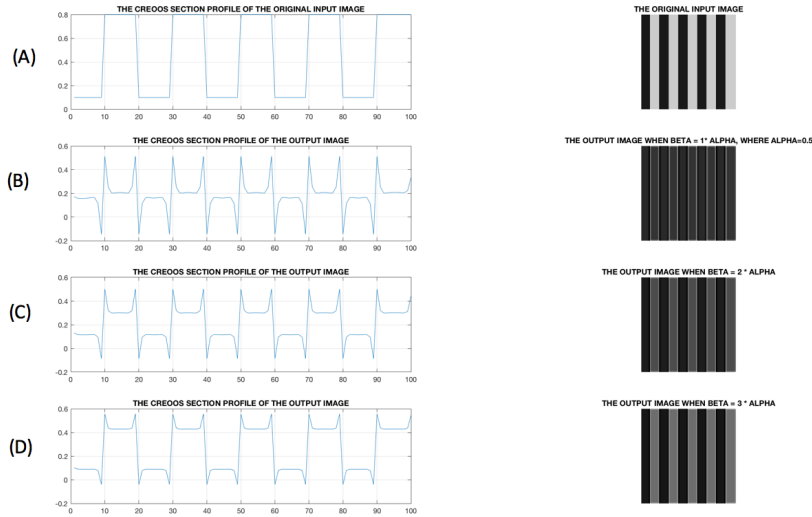 THE CREOOS SECTION PROFILE OF THE ORIGINAL INPUT IMAGE
THE ORIGINAL INPUT IMAGE
(A)
0.8
0.6
0.4
0.2
0
0 10 20 30 40 50 60 70 80 90 100
THE CREOOS SECTION PROFILE OF THE OUTPUT IMAGE
THE OUTPUT IMAGE WHEN BETA = 1* ALPHA, WHERE ALPHA=0.5
(B)
0.6
0.4
0.2
0
-0.2
0 10 20 30 40 50 60 70 80 90 100
THE CREOOS SECTION PROFILE OF THE OUTPUT IMAGE
THE OUTPUT IMAGE WHEN BETA = 2 * ALPHA
(C)
0.6
0.4
0.2
0
-0.2
0 10 20 30 40 50 60 70 80 90 100
THE CREOOS SECTION PROFILE OF THE OUTPUT IMAGE
THE OUTPUT IMAGE WHEN BETA = 3 * ALPHA
(D)
0.6
0.4
0.2
0
-0.2
0 10 20 30 40 50 60 70 80 90 100